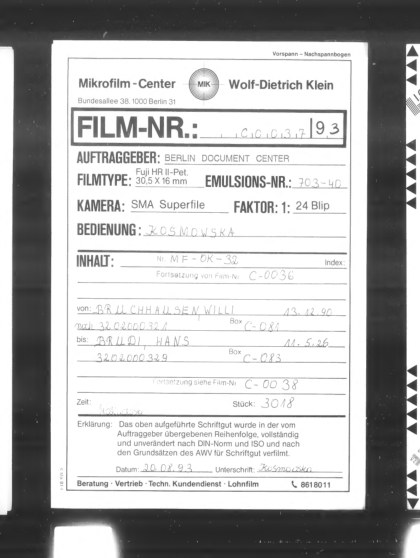 Vorspann – Nachspannbogen
Mikrofilm-Center MIK Wolf-Dietrich Klein
Bundesallee 38, 1000 Berlin 31
FILM-NR.: C0037/93
AUFTRAGGEBER: BERLIN DOCUMENT CENTER
FILMTYPE: Fuji HR II-Pet. 30,5 X 16 mm EMULSIONS-NR.: 703-40
KAMERA: SMA Superfile FAKTOR: 1: 24 Blip
BEDIENUNG: KOSMOWSKA
INHALT: Nr. MF-OK-32 Index:
Fortsetzung von Film-Nr. C-0036
von: BRUCHHAUSEN, WILLI 13.12.90
3202000321 Box C-081
bis: BRUDI, HANS 11.5.26
3202000329 Box C-083
Fortsetzung siehe Film-Nr. C-0038
Zeit: Stück: 3018
Erklärung: Das oben aufgeführte Schriftgut wurde in der vom
Auftraggeber übergebenen Reihenfolge, vollständig
und unverändert nach DIN-Norm und ISO und nach
den Grundsätzen des AWV für Schriftgut verfilmt.
Datum: 20.08.93 Unterschrift: Kosmowska
Beratung · Vertrieb · Techn. Kundendienst · Lohnfilm 8618011